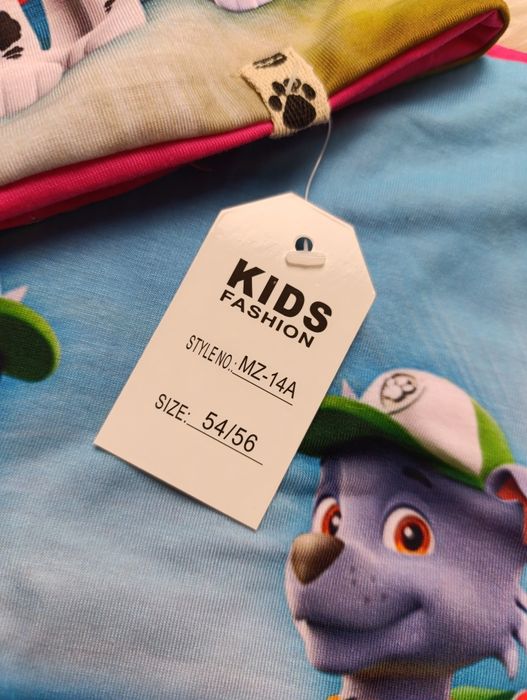 KIDS
FASHION
STYLE NO: MZ-14A
SIZE: 54/56